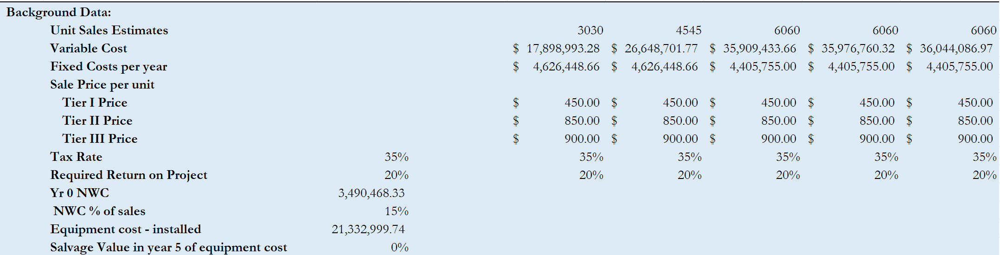 Background Data:
Unit Sales Estimates 3030 4545 6060 6060 6060
Variable Cost $ 17,898,993.28 $ 26,648,701.77 $ 35,909,433.66 $ 35,976,760.32 $ 36,044,086.97
Fixed Costs per year $ 4,626,448.66 $ 4,626,448.66 $ 4,405,755.00 $ 4,405,755.00 $ 4,405,755.00
Sale Price per unit
Tier I Price $ 450.00 $ 450.00 $ 450.00 $ 450.00 $ 450.00
Tier II Price $ 850.00 $ 850.00 $ 850.00 $ 850.00 $ 850.00
Tier III Price $ 900.00 $ 900.00 $ 900.00 $ 900.00 $ 900.00
Tax Rate 35% 35% 35% 35% 35% 35%
Required Return on Project 20% 20% 20% 20% 20% 20%
Yr 0 NWC 3,490,468.33
NWC % of sales 15%
Equipment cost - installed 21,332,999.74
Salvage Value in year 5 of equipment cost 0%